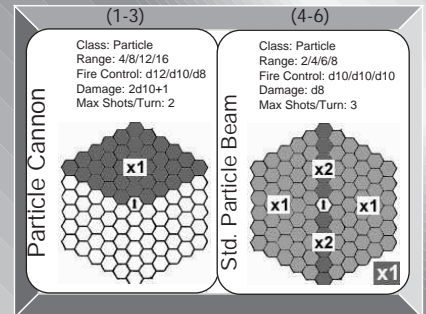 (1-3)
Particle Cannon
Class: Particle
Range: 4/8/12/16
Fire Control: d12/d10/d8
Damage: 2d10+1
Max Shots/Turn: 2
x1
(4-6)
Std. Particle Beam
Class: Particle
Range: 2/4/6/8
Fire Control: d10/d10/d10
Damage: d8
Max Shots/Turn: 3
x2
x1
x1
x2
x1